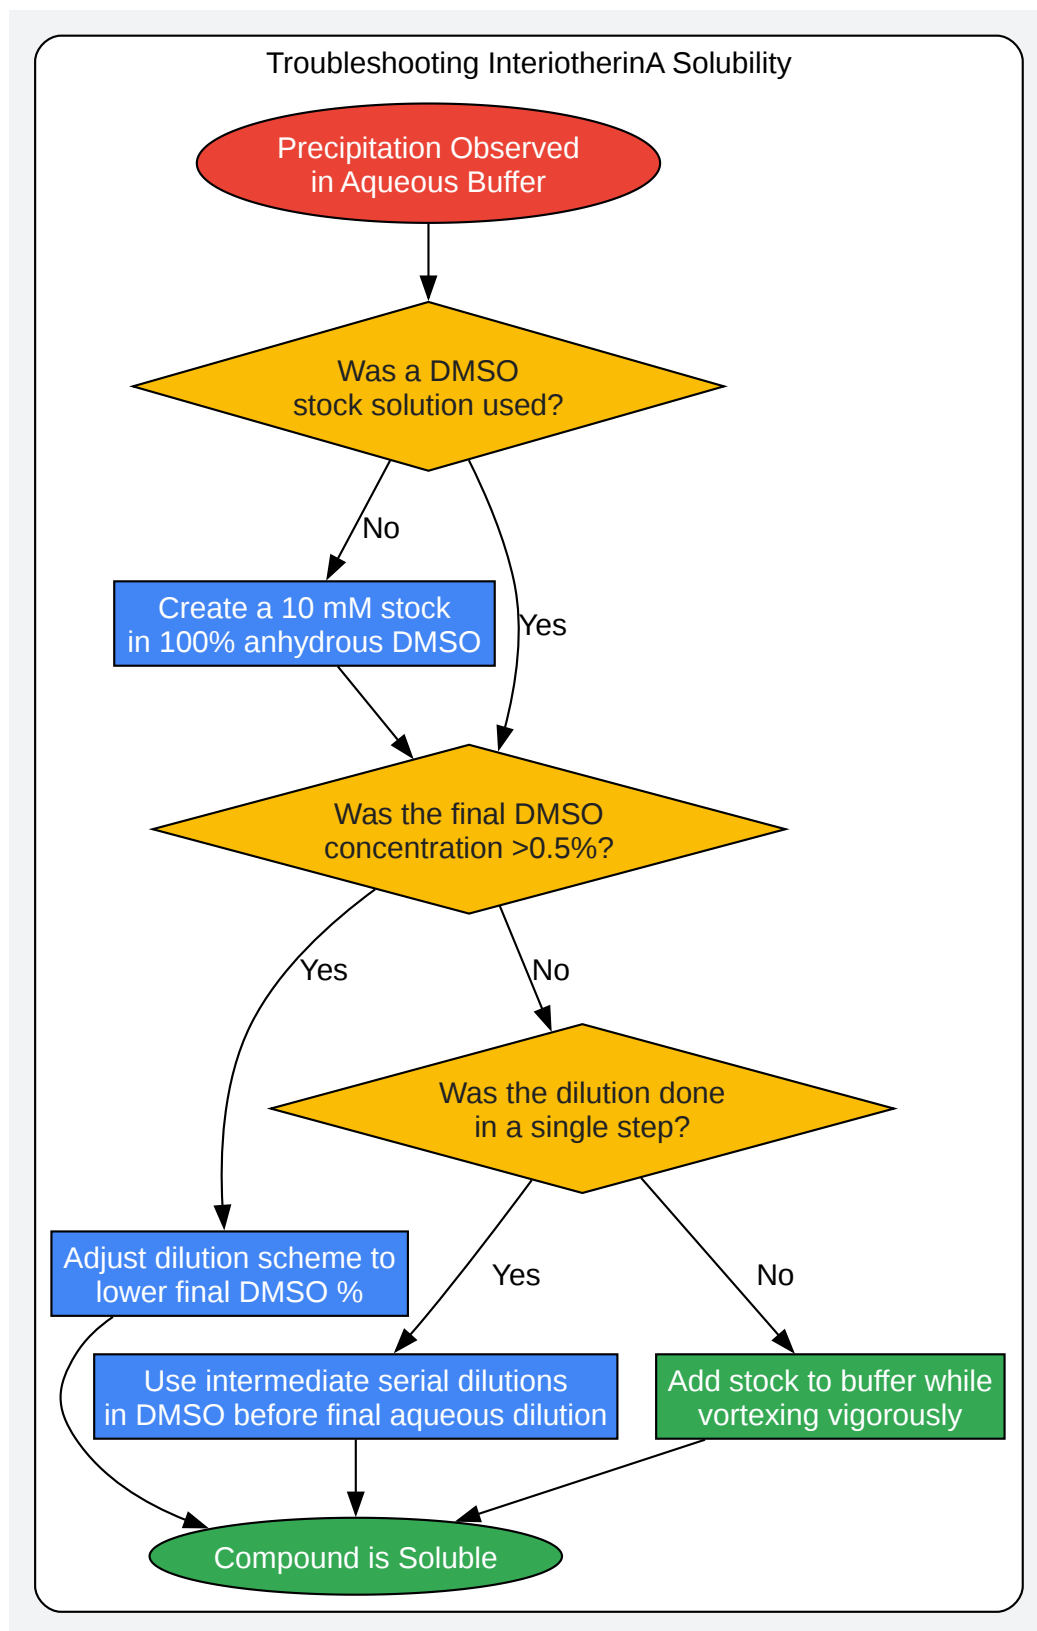 Troubleshooting InteriotherinA Solubility
Precipitation Observed
in Aqueous Buffer
Was a DMSO
stock solution used?
No
Create a 10 mM stock
in 100% anhydrous DMSO
Yes
Was the final DMSO
concentration >0.5%?
Yes
No
Was the dilution done
in a single step?
Adjust dilution scheme to
lower final DMSO %
Yes
No
Use intermediate serial dilutions
in DMSO before final aqueous dilution
Add stock to buffer while
vortexing vigorously
Compound is Soluble